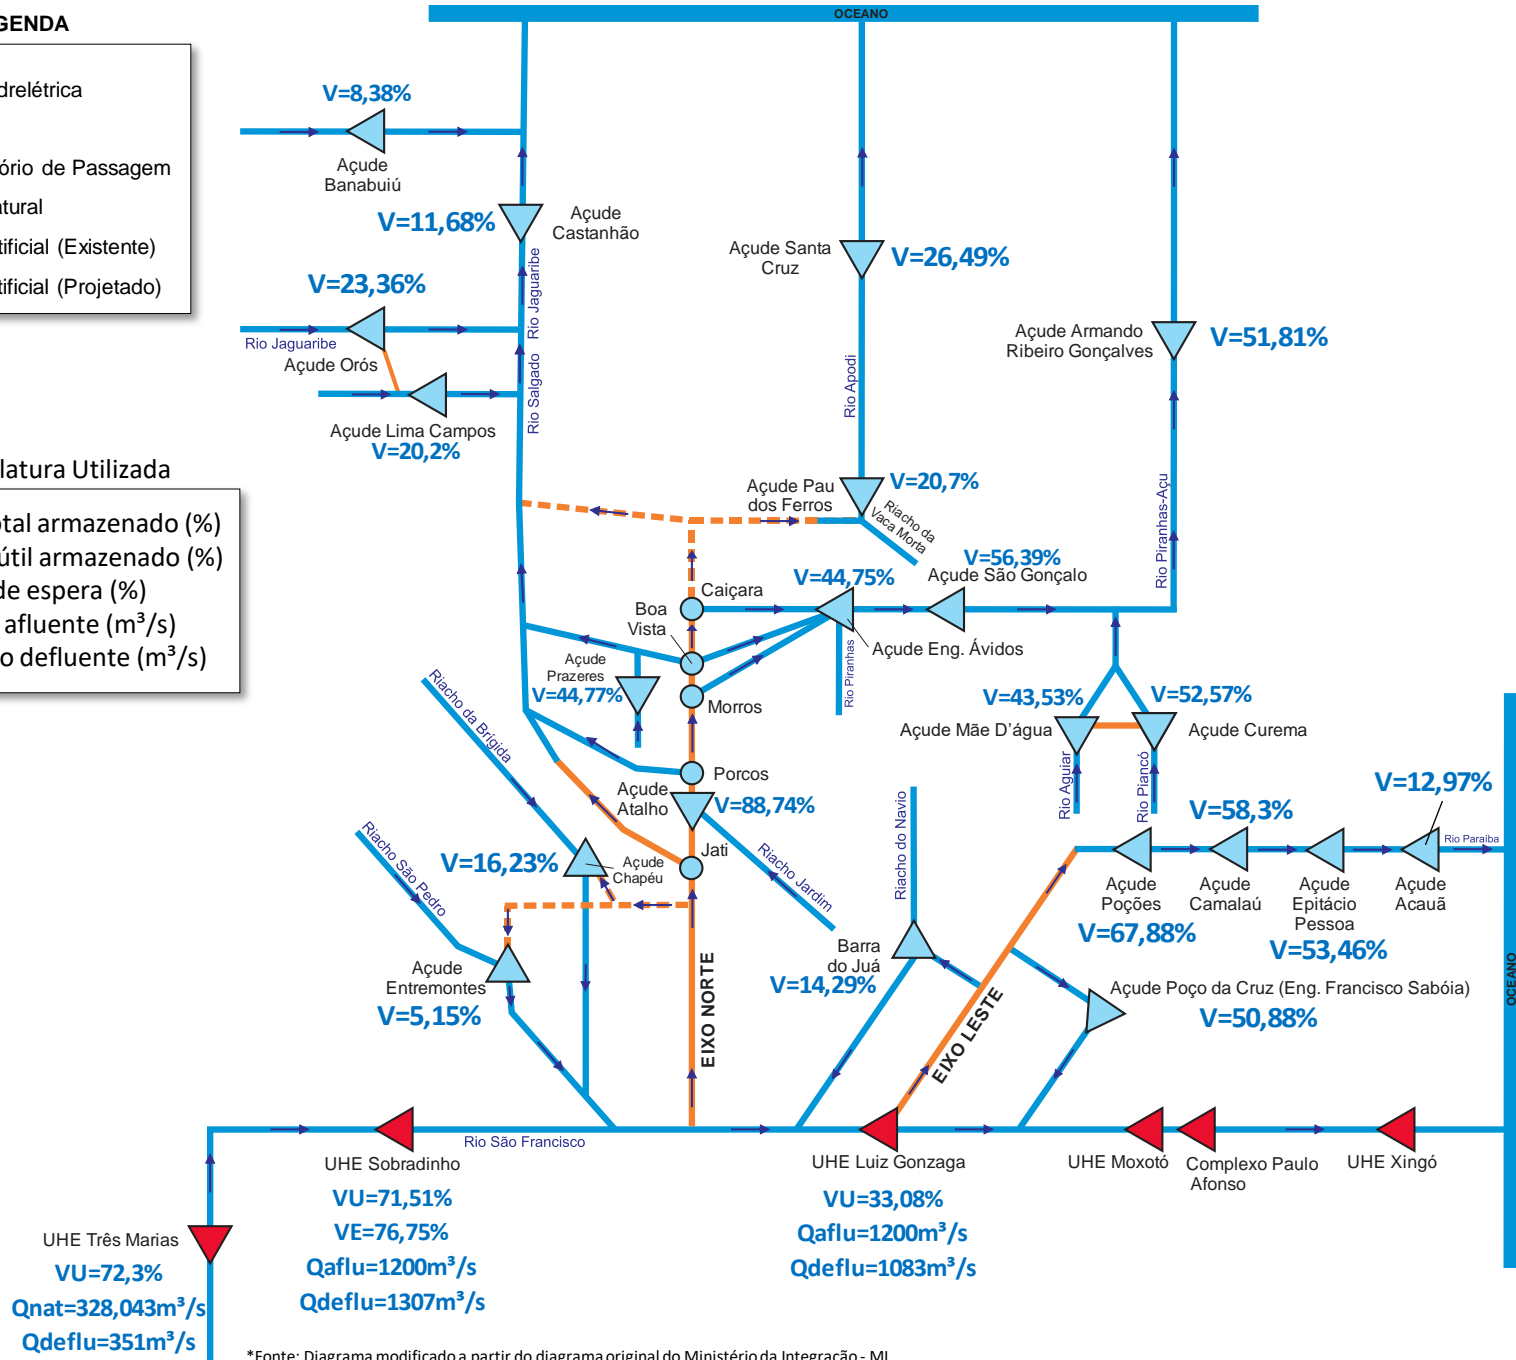 GENDA
drelétrica
ório de Passagem
atural
tificial (Existente)
tificial (Projetado)
latura Utilizada
otal armazenado (%)
útil armazenado (%)
de espera (%)
afluente (m³/s)
o defluente (m³/s)
OCEANO
V=8,38%
Açude
Banabuiú
V=11,68%
Açude
Castanhão
Rio Jaguaribe
V=23,36%
Rio Jaguaribe
Açude Orós
Rio Salgado
Açude Lima Campos
V=20,2%
Açude Santa
Cruz
V=26,49%
Rio Apodi
Açude Armando
Ribeiro Gonçalves
V=51,81%
Rio Piranhas-Açu
Açude Pau
dos Ferros
V=20,7%
Riacho da
Vaca Morta
V=56,39%
Açude São Gonçalo
V=44,75%
Caiçara
Boa
Vista
Açude Eng. Ávidos
Rio Piranhas
Açude
Prazeres
V=44,77%
Morros
Riacho da Brígida
Porcos
Açude
Atalho
V=88,74%
V=43,53%
V=52,57%
Açude Mãe D'água
Açude Curema
Rio Aguiar
Rio Piancó
V=12,97%
V=58,3%
Rio Paraíba
Açude
Poções
Açude
Camalaú
Açude
Epitácio
Pessoa
Açude
Acauã
V=67,88%
V=53,46%
Jati
Riacho Jardim
Riacho do Navio
Riacho São Pedro
V=16,23%
Açude
Chapéu
Açude
Entremontes
V=5,15%
Barra
do Juá
V=14,29%
Açude Poço da Cruz (Eng. Francisco Sabóia)
V=50,88%
EIXO NORTE
EIXO LESTE
OCEANO
Rio São Francisco
UHE Sobradinho
VU=71,51%
VE=76,75%
Qaflu=1200m³/s
Qdeflu=1307m³/s
UHE Luiz Gonzaga
VU=33,08%
Qaflu=1200m³/s
Qdeflu=1083m³/s
UHE Moxotó
Complexo Paulo
Afonso
UHE Xingó
UHE Três Marias
VU=72,3%
Qnat=328,043m³/s
Qdeflu=351m³/s
*Fonte: Diagrama modificado a partir do diagrama original do Ministério da Integração - MI